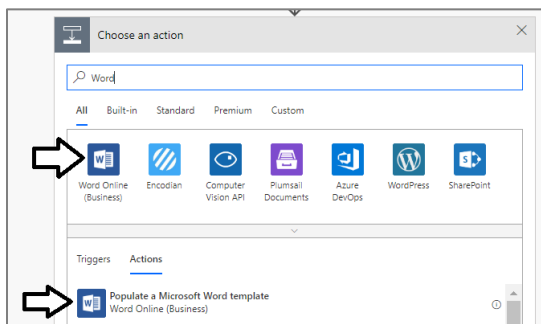 Choose an action
Word
All Built-in Standard Premium Custom
Word Online (Business) Encodian Computer Vision API Plumsail Documents Azure DevOps WordPress SharePoint
Triggers Actions
Populate a Microsoft Word template
Word Online (Business)